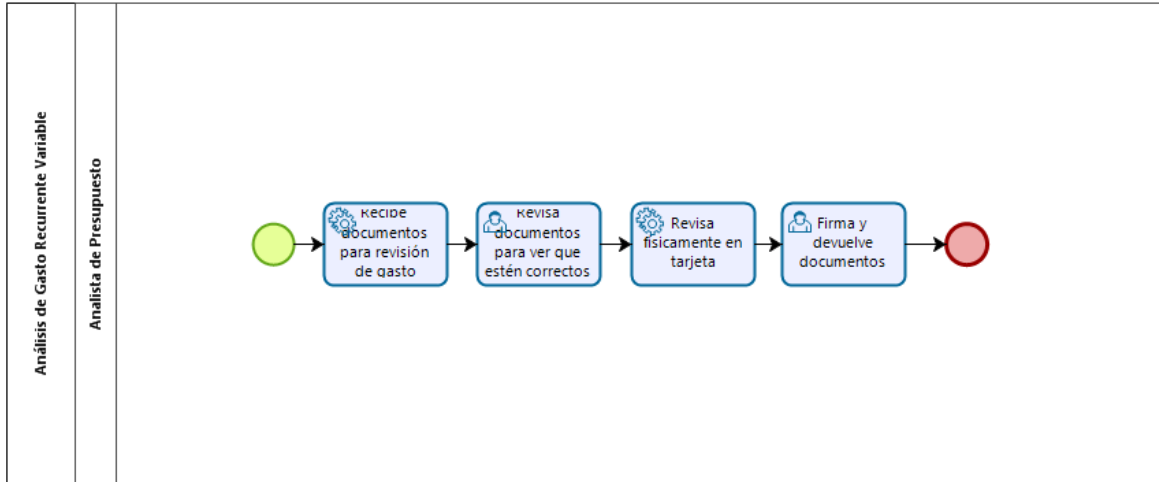 Análisis de Gasto Recurrente Variable
Analista de Presupuesto
Recibe
documentos
para revisión
de gasto
Revisa
documentos
para ver que
estén correctos
Revisa
físicamente en
tarjeta
Firma y
devuelve
documentos